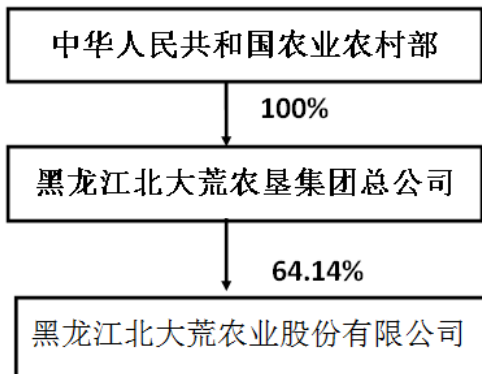 中华人民共和国农业农村部
100%
黑龙江北大荒农垦集团总公司
64.14%
黑龙江北大荒农业股份有限公司